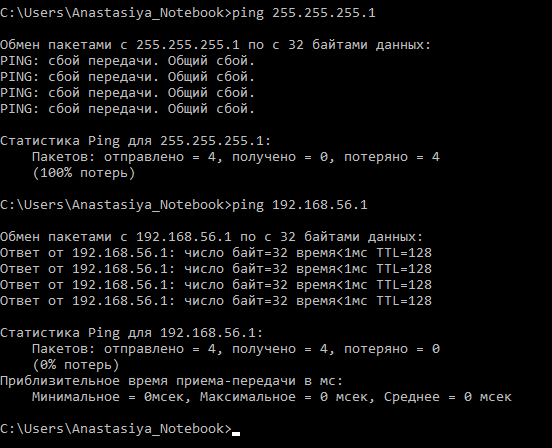 C:\Users\Anastasiya_Notebook>ping 255.255.255.1
Обмен пакетами с 255.255.255.1 по с 32 байтами данных:
PING: сбой передачи. Общий сбой.
PING: сбой передачи. Общий сбой.
PING: сбой передачи. Общий сбой.
PING: сбой передачи. Общий сбой.
Статистика Ping для 255.255.255.1:
Пакетов: отправлено = 4, получено = 0, потеряно = 4
(100% потерь)
C:\Users\Anastasiya_Notebook>ping 192.168.56.1
Обмен пакетами с 192.168.56.1 по с 32 байтами данных:
Ответ от 192.168.56.1: число байт=32 время<1мс TTL=128
Ответ от 192.168.56.1: число байт=32 время<1мс TTL=128
Ответ от 192.168.56.1: число байт=32 время<1мс TTL=128
Ответ от 192.168.56.1: число байт=32 время<1мс TTL=128
Статистика Ping для 192.168.56.1:
Пакетов: отправлено = 4, получено = 4, потеряно = 0
(0% потерь)
Приблизительное время приема-передачи в мс:
Минимальное = 0мсек, Максимальное = 0 мсек, Среднее = 0 мсек
C:\Users\Anastasiya_Notebook>